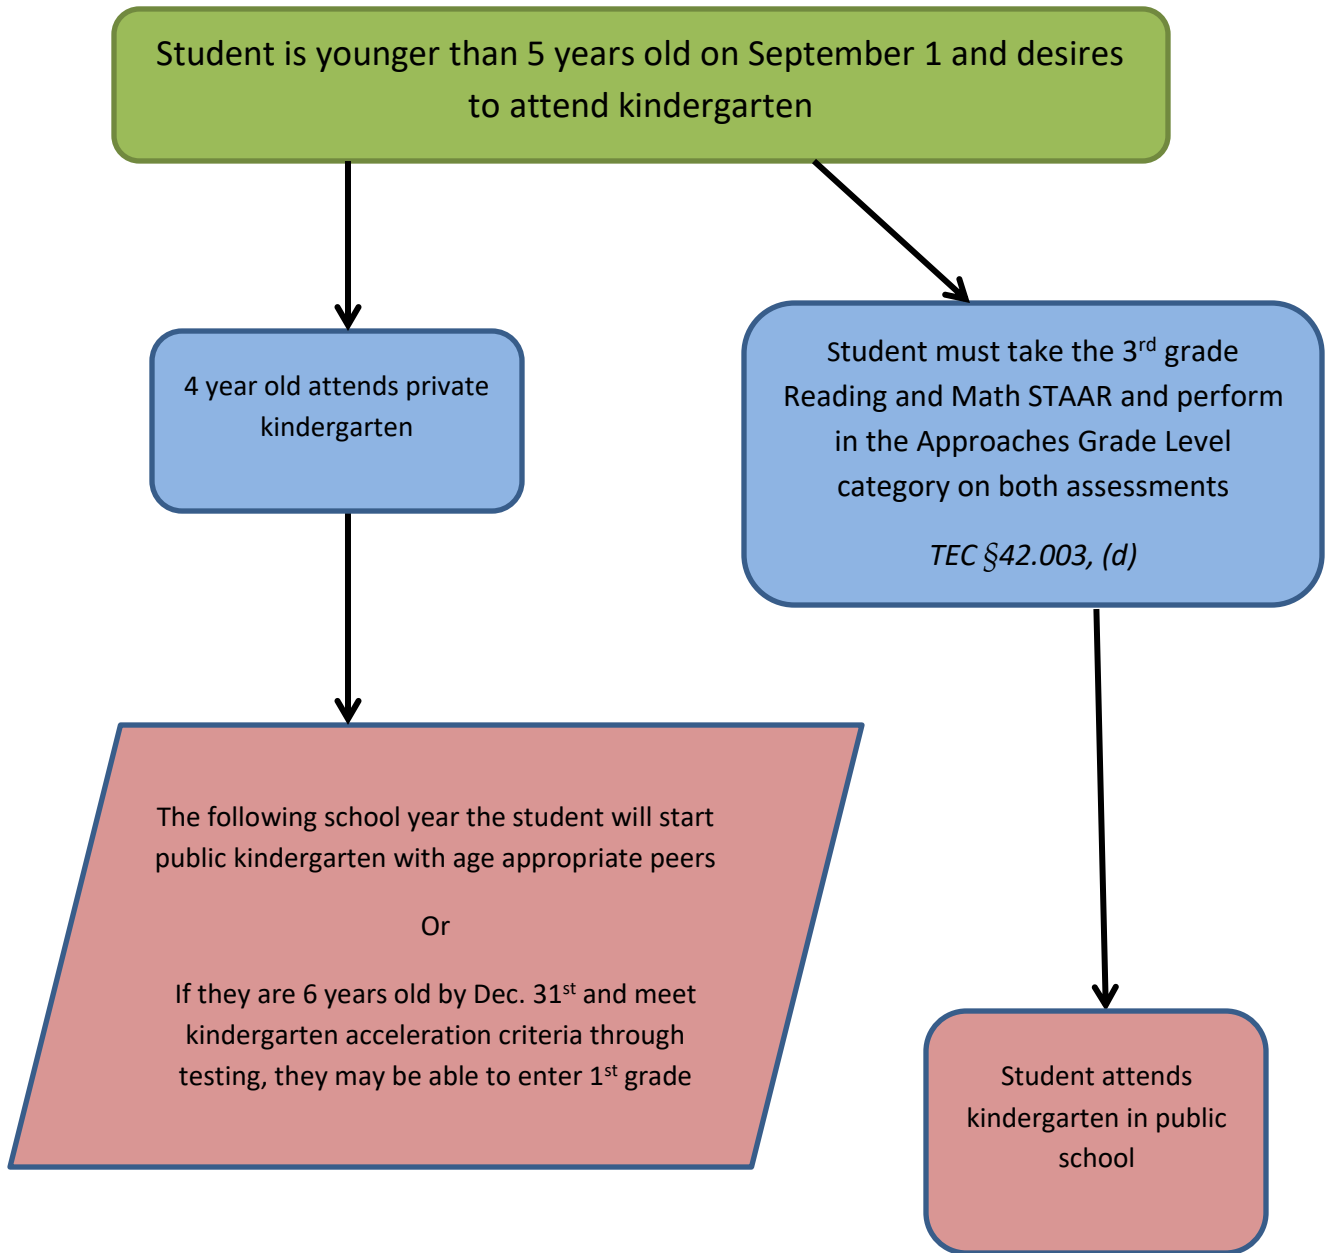 Student is younger than 5 years old on September 1 and desires
to attend kindergarten
4 year old attends private
kindergarten
Student must take the 3rd grade
Reading and Math STAAR and perform
in the Approaches Grade Level
category on both assessments
TEC §42.003, (d)
The following school year the student will start
public kindergarten with age appropriate peers
Or
If they are 6 years old by Dec. 31st and meet
kindergarten acceleration criteria through
testing, they may be able to enter 1st grade
Student attends
kindergarten in public
school